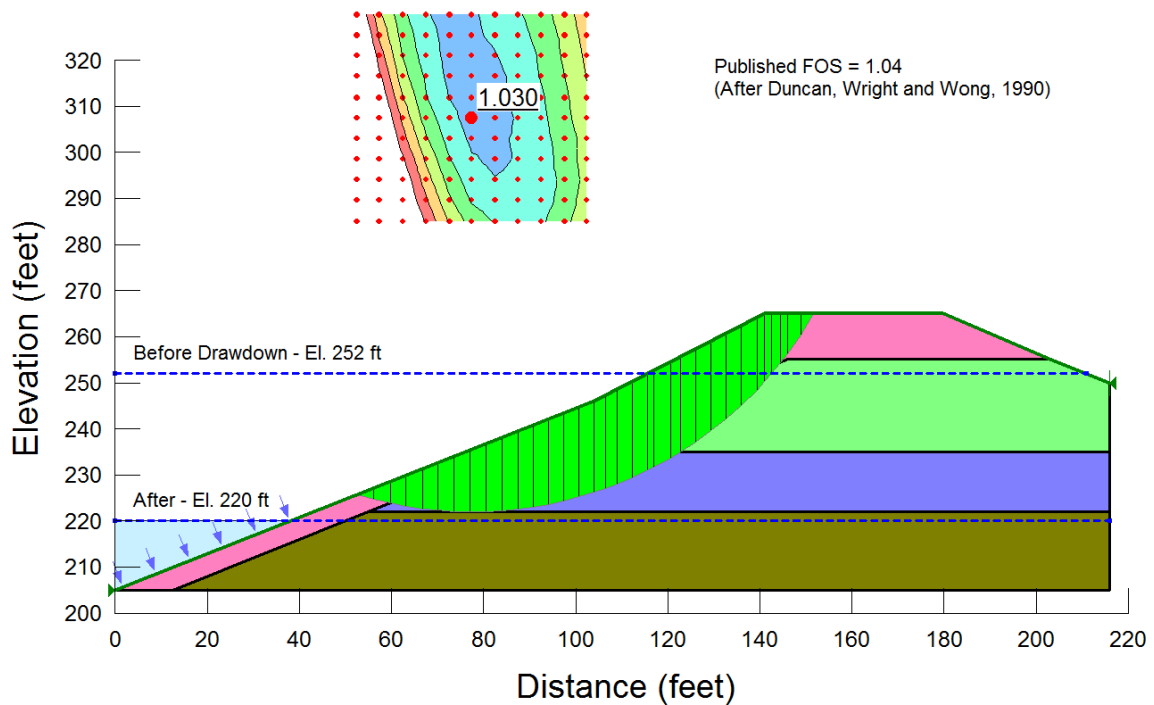 1.030
Published FOS = 1.04
(After Duncan, Wright and Wong, 1990)
Elevation (feet)
320
310
300
290
280
270
260
250
240
230
220
210
200
Before Drawdown - El. 252 ft
After - El. 220 ft
0 20 40 60 80 100 120 140 160 180 200 220
Distance (feet)